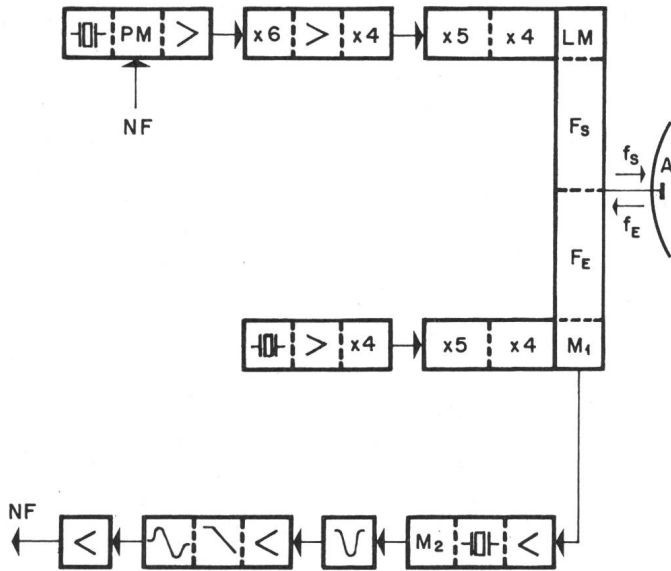 PM > x6 > x4 x5 x4 LM
NF
Fs
fs
A
fE
FE
> x4 x5 x4 M1
NF
< < M2 <